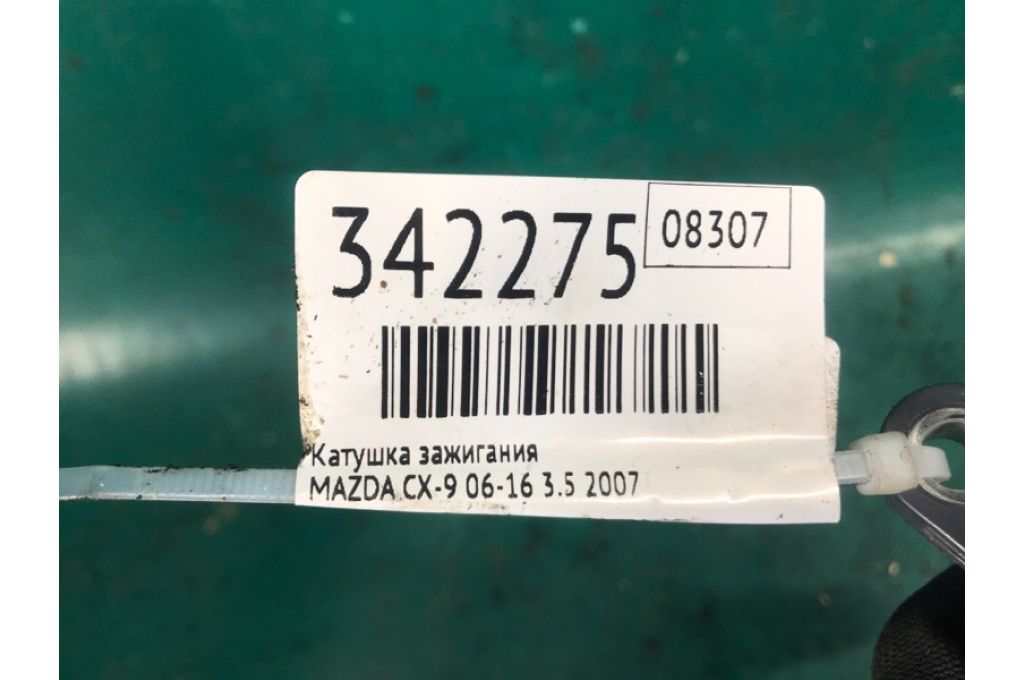 342275
08307
Катушка зажигания
MAZDA CX-9 06-16 3.5 2007